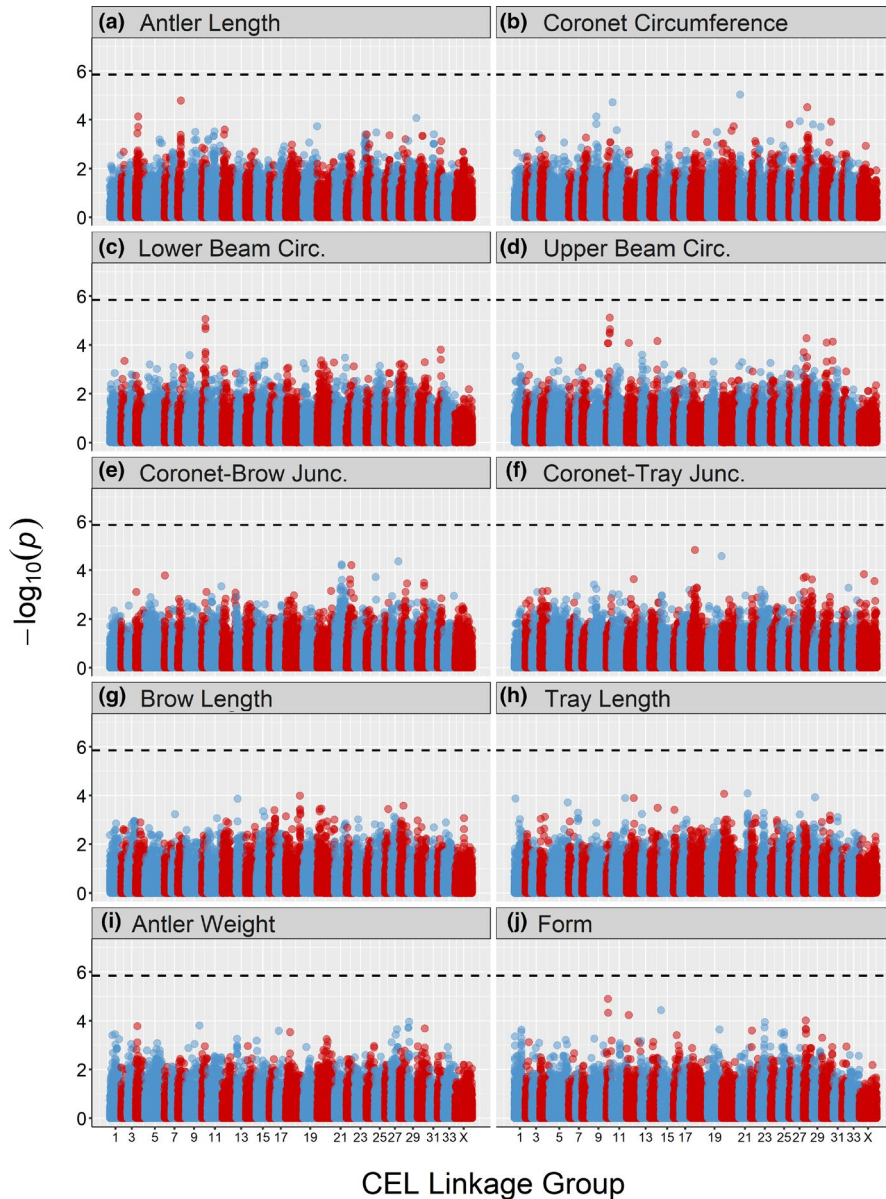 (a) Antler Length
(b) Coronet Circumference
6
4
2
0
(c) Lower Beam Circ.
(d) Upper Beam Circ.
6
4
2
0
(e) Coronet-Brow Junc.
(f) Coronet-Tray Junc.
6
4
2
0
(g) Brow Length
(h) Tray Length
6
4
2
0
(i) Antler Weight
(j) Form
6
4
2
0
−log10(p)
1 3 5 7 9 11 13 15 17 19 21 23 25 27 29 31 33 X
1 3 5 7 9 11 13 15 17 19 21 23 25 27 29 31 33 X
CEL Linkage Group